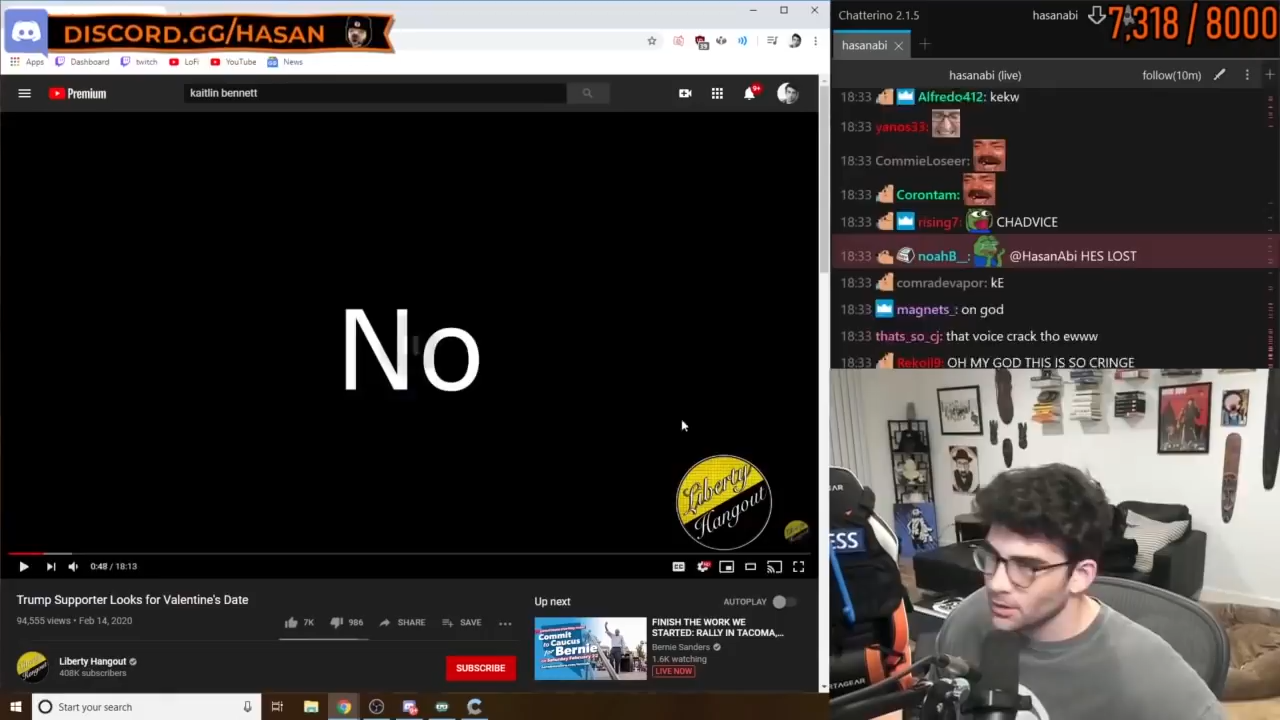 DISCORD.GG/HASAN
Apps
Dashboard
twitch
LoFi
YouTube
News
Premium
kaitlin bennett
9+
No
Liberty
Hangout
0:48 / 18:13
Trump Supporter Looks for Valentine's Date
94,555 views • Feb 14, 2020
7K
986
SHARE
SAVE
Liberty Hangout
408K subscribers
SUBSCRIBE
Up next
AUTOPLAY
Commit to
Caucus
for
Bernie
FINISH THE WORK WE
STARTED: RALLY IN TACOMA,...
Bernie Sanders
1.6K watching
LIVE NOW
Start your search
Chatterino 2.1.5
hasanabi
7,318 / 8000
hasanabi
hasanabi (live)
follow(10m)
18:33 Alfredo412: kekw
18:33 yanos33:
18:33 CommieLoseer:
18:33 Corontam:
18:33 rising7: CHADVICE
18:33 noahB__: @HasanAbi HES LOST
18:33 comradevapor: kE
18:33 magnets_: on god
18:33 thats_so_cj: that voice crack tho ewww
18:33 Rekoil9: OH MY GOD THIS IS SO CRINGE
ESS